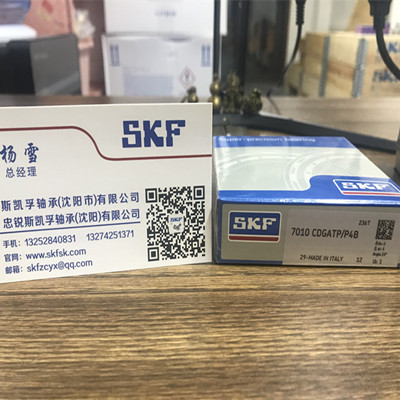 SKF
杨 雪
总经理
斯凯孚轴承(沈阳市)有限公司
忠锐斯凯孚轴承(沈阳)有限公司
手机：13252840831 13274251371
官网：www.skfsk.com
邮箱：skfzcyx@qq.com
SKF
SKF
7010 CDGATP/P4B
236T
29-MADE IN ITALY